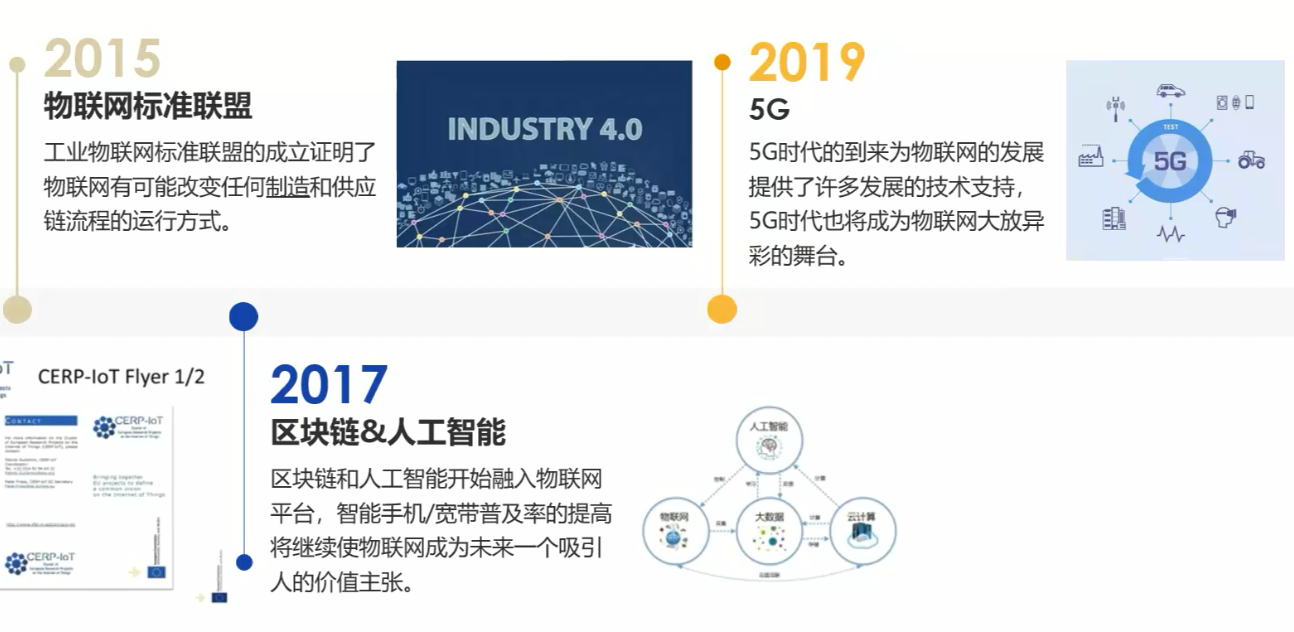 2015
物联网标准联盟
工业物联网标准联盟的成立证明了
物联网有可能改变任何制造和供应
链流程的运行方式。
INDUSTRY 4.0
2019
5G
5G时代的到来为物联网的发展
提供了许多发展的技术支持，
5G时代也将成为物联网大放异
彩的舞台。
TEST
5G
CERP-IoT Flyer 1/2
CONTACT
CERP-IoT
Bringing together
EU projects to define
a common vision
on the Internet of Things
CERP-IoT
2017
区块链&人工智能
区块链和人工智能开始融入物联网
平台，智能手机/宽带普及率的提高
将继续使物联网成为未来一个吸引
人的价值主张。
人工智能
物联网
大数据
云计算